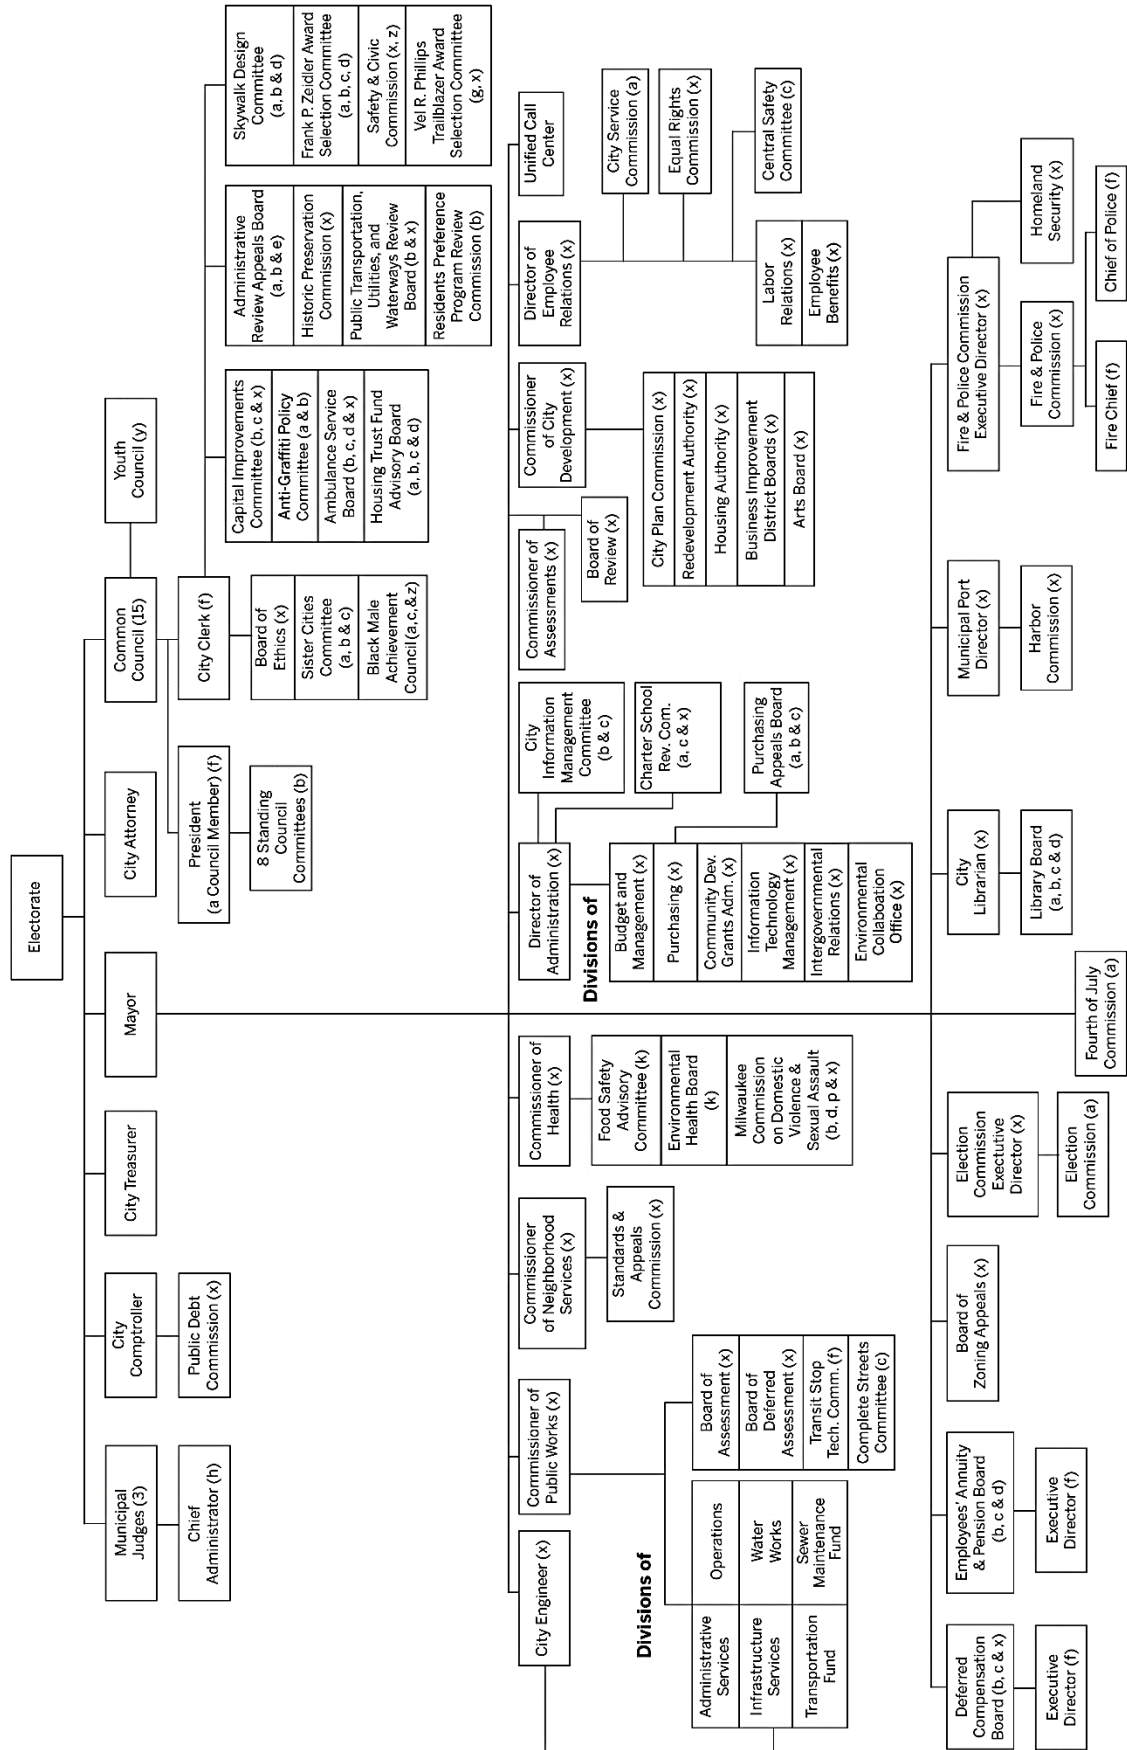 Electorate
Municipal
Judges (3)
City
Comptroller
City Treasurer
Mayor
City Attorney
Common
Council (15)
Youth
Council (y)
Chief
Administrator (h)
Public Debt
Commission (x)
President
(a Council Member) (f)
City Clerk (f)
8 Standing
Council
Committees (b)
Board of
Ethics (x)
Sister Cities
Committee
(a, b & c)
Black Male
Achievement
Council (a,c,&z)
Capital Improvements
Committee (b, c & x)
Anti-Graffiti Policy
Committee (a & b)
Ambulance Service
Board (b, c, d & x)
Housing Trust Fund
Advisory Board
(a, b, c & d)
Administrative
Review Appeals Board
(a, b & e)
Historic Preservation
Commission (x)
Public Transportation,
Utilities, and
Waterways Review
Board (b & x)
Residents Preference
Program Review
Commission (b)
Skywalk Design
Committee
(a, b & d)
Frank P. Zeidler Award
Selection Committee
(a, b, c, d)
Safety & Civic
Commission (x, z)
Vel R. Phillips
Trailblazer Award
Selection Committee
(g, x)
City Engineer (x)
Commissioner of
Public Works (x)
Commissioner
of Neighborhood
Services (x)
Commissioner of
Health (x)
Director of
Administration (x)
City
Information
Management
Committee
(b & c)
Commissioner of
Assessments (x)
Commissioner
of City
Development (x)
Director of
Employee
Relations (x)
Unified Call
Center
Divisions of
Administrative
Services
Operations
Infrastructure
Services
Water
Works
Transportation
Fund
Sewer
Maintenance
Fund
Board of
Assessment (x)
Board of
Deferred
Assessment (x)
Transit Stop
Tech. Comm. (f)
Complete Streets
Committee (c)
Standards &
Appeals
Commission (x)
Food Safety
Advisory
Committee (k)
Environmental
Health Board
(k)
Milwaukee
Commission
on Domestic
Violence &
Sexual Assault
(b, d, p & x)
Divisions of
Budget and
Management (x)
Purchasing (x)
Community Dev.
Grants Adm. (x)
Information
Technology
Management (x)
Intergovernmental
Relations (x)
Environmental
Collaboation
Office (x)
Charter School
Rev. Com.
(a, c & x)
Purchasing
Appeals Board
(a, b & c)
Board of
Review (x)
City Plan Commission (x)
Redevelopment Authority (x)
Housing Authority (x)
Business Improvement
District Boards (x)
Arts Board (x)
City Service
Commission (a)
Equal Rights
Commission (x)
Central Safety
Committee (c)
Labor
Relations (x)
Employee
Benefits (x)
Deferred
Compensation
Board (b, c & x)
Employees' Annuity
& Pension Board
(b, c & d)
Board of
Zoning Appeals (x)
Election
Commission
Executive
Director (x)
City
Librarian (x)
Municipal Port
Director (x)
Fire & Police Commission
Executive Director (x)
Executive
Director (f)
Executive
Director (f)
Election
Commission (a)
Fourth of July
Commission (a)
Library Board
(a, b, c & d)
Harbor
Commission (x)
Fire & Police
Commission (x)
Homeland
Security (x)
Fire Chief (f)
Chief of Police (f)